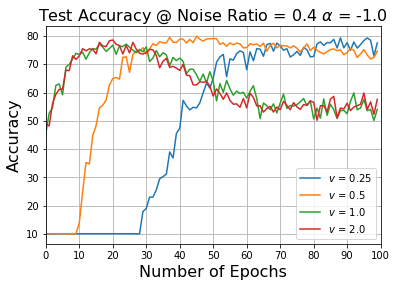 Test Accuracy @ Noise Ratio = 0.4 α = -1.0
Accuracy
80
70
60
50
40
30
20
10
0 10 20 30 40 50 60 70 80 90 100
Number of Epochs
v = 0.25
v = 0.5
v = 1.0
v = 2.0